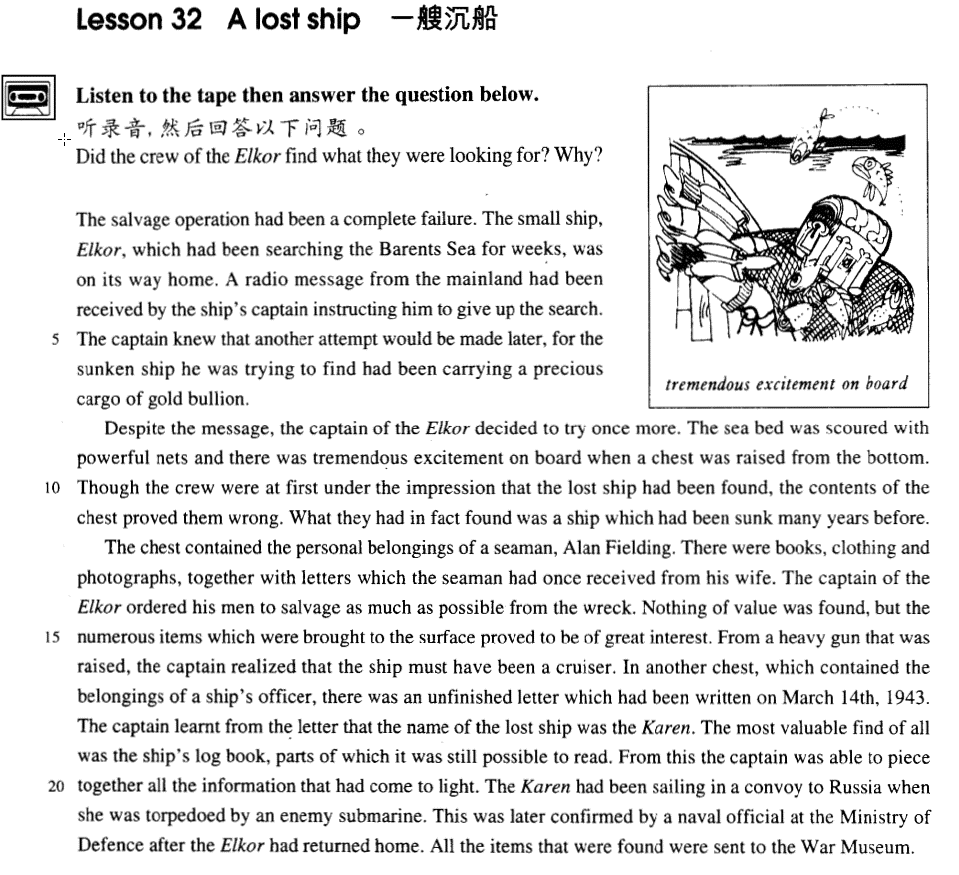 Lesson 32 A lost ship 一艘沉船
Listen to the tape then answer the question below.
听录音，然后回答以下问题。
Did the crew of the Elkor find what they were looking for? Why?
The salvage operation had been a complete failure. The small ship,
Elkor, which had been searching the Barents Sea for weeks, was
on its way home. A radio message from the mainland had been
received by the ship's captain instructing him to give up the search.
5 The captain knew that another attempt would be made later, for the
sunken ship he was trying to find had been carrying a precious
cargo of gold bullion.
tremendous excitement on board
Despite the message, the captain of the Elkor decided to try once more. The sea bed was scoured with
powerful nets and there was tremendous excitement on board when a chest was raised from the bottom.
10 Though the crew were at first under the impression that the lost ship had been found, the contents of the
chest proved them wrong. What they had in fact found was a ship which had been sunk many years before.
The chest contained the personal belongings of a seaman, Alan Fielding. There were books, clothing and
photographs, together with letters which the seaman had once received from his wife. The captain of the
Elkor ordered his men to salvage as much as possible from the wreck. Nothing of value was found, but the
15 numerous items which were brought to the surface proved to be of great interest. From a heavy gun that was
raised, the captain realized that the ship must have been a cruiser. In another chest, which contained the
belongings of a ship's officer, there was an unfinished letter which had been written on March 14th, 1943.
The captain learnt from the letter that the name of the lost ship was the Karen. The most valuable find of all
was the ship's log book, parts of which it was still possible to read. From this the captain was able to piece
20 together all the information that had come to light. The Karen had been sailing in a convoy to Russia when
she was torpedoed by an enemy submarine. This was later confirmed by a naval official at the Ministry of
Defence after the Elkor had returned home. All the items that were found were sent to the War Museum.